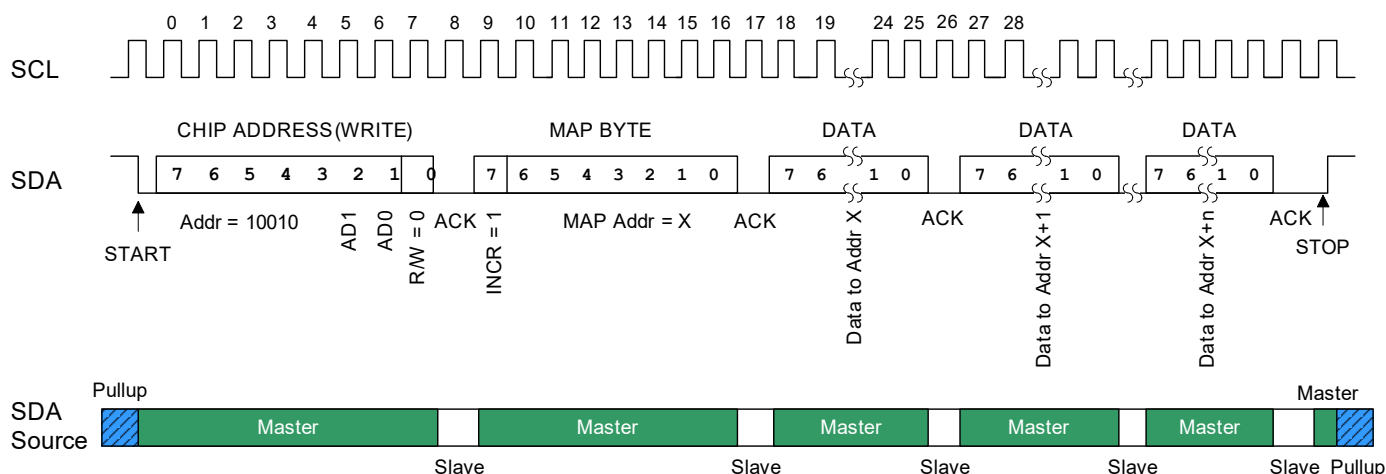 0 1 2 3 4 5 6 7 8 9 10 11 12 13 14 15 16 17 18 19 24 25 26 27 28
SCL
CHIP ADDRESS (WRITE) MAP BYTE DATA DATA DATA
SDA 7 6 5 4 3 2 1 0 7 6 5 4 3 2 1 0 7 6 1 0 7 6 1 0 7 6 1 0
START
Addr = 10010
AD1
AD0
R/W = 0
ACK
INCR = 1
MAP Addr = X
ACK
Data to Addr X
ACK
Data to Addr X+1
Data to Addr X+n
ACK
STOP
Pullup Master
SDA
Source
Master Master Master Master Master
Slave Slave Slave Slave Slave Pullup